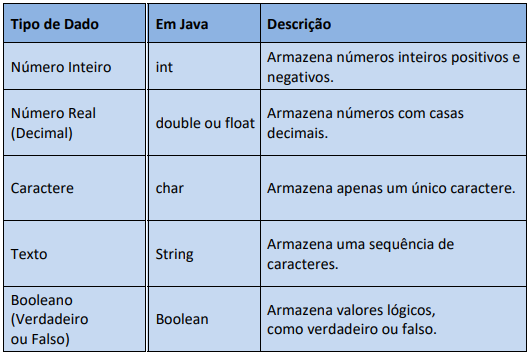 Tipo de Dado Em Java Descrição
Número Inteiro int Armazena números inteiros positivos e
negativos.
Número Real
(Decimal) double ou float Armazena números com casas
decimais.
Caractere char Armazena apenas um único caractere.
Texto String Armazena uma sequência de
caracteres.
Booleano
(Verdadeiro
ou Falso) Boolean Armazena valores lógicos,
como verdadeiro ou falso.